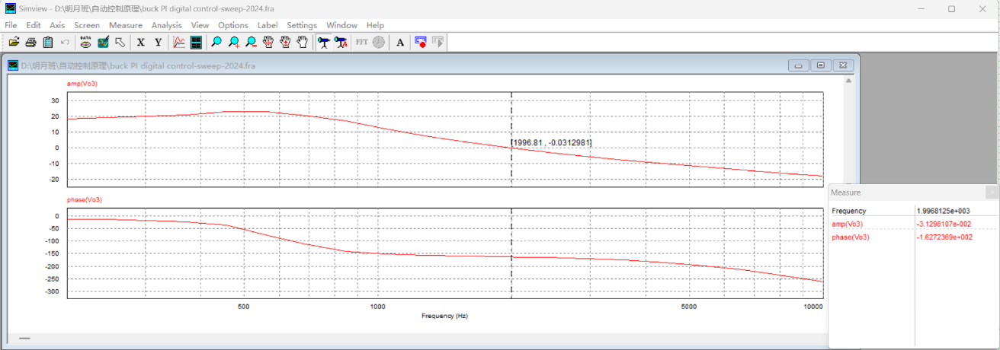 Simview - D:\明月班\自动控制原理\buck PI digital control-sweep-2024.fra
File Edit Axis Screen Measure Analysis View Options Label Settings Window Help
DATA X Y A FFT A
D:\明月班\自动控制原理\buck PI digital control-sweep-2024.fra
amp(Vo3)
30
20
10
0
-10
-20
[1996.81 , -0.0312981]
phase(Vo3)
0
-50
-100
-150
-200
-250
-300
500 1000 5000 10000
Frequency (Hz)
Measure
Frequency 1.9968125e+003
amp(Vo3) -3.1298107e-002
phase(Vo3) -1.6272369e+002